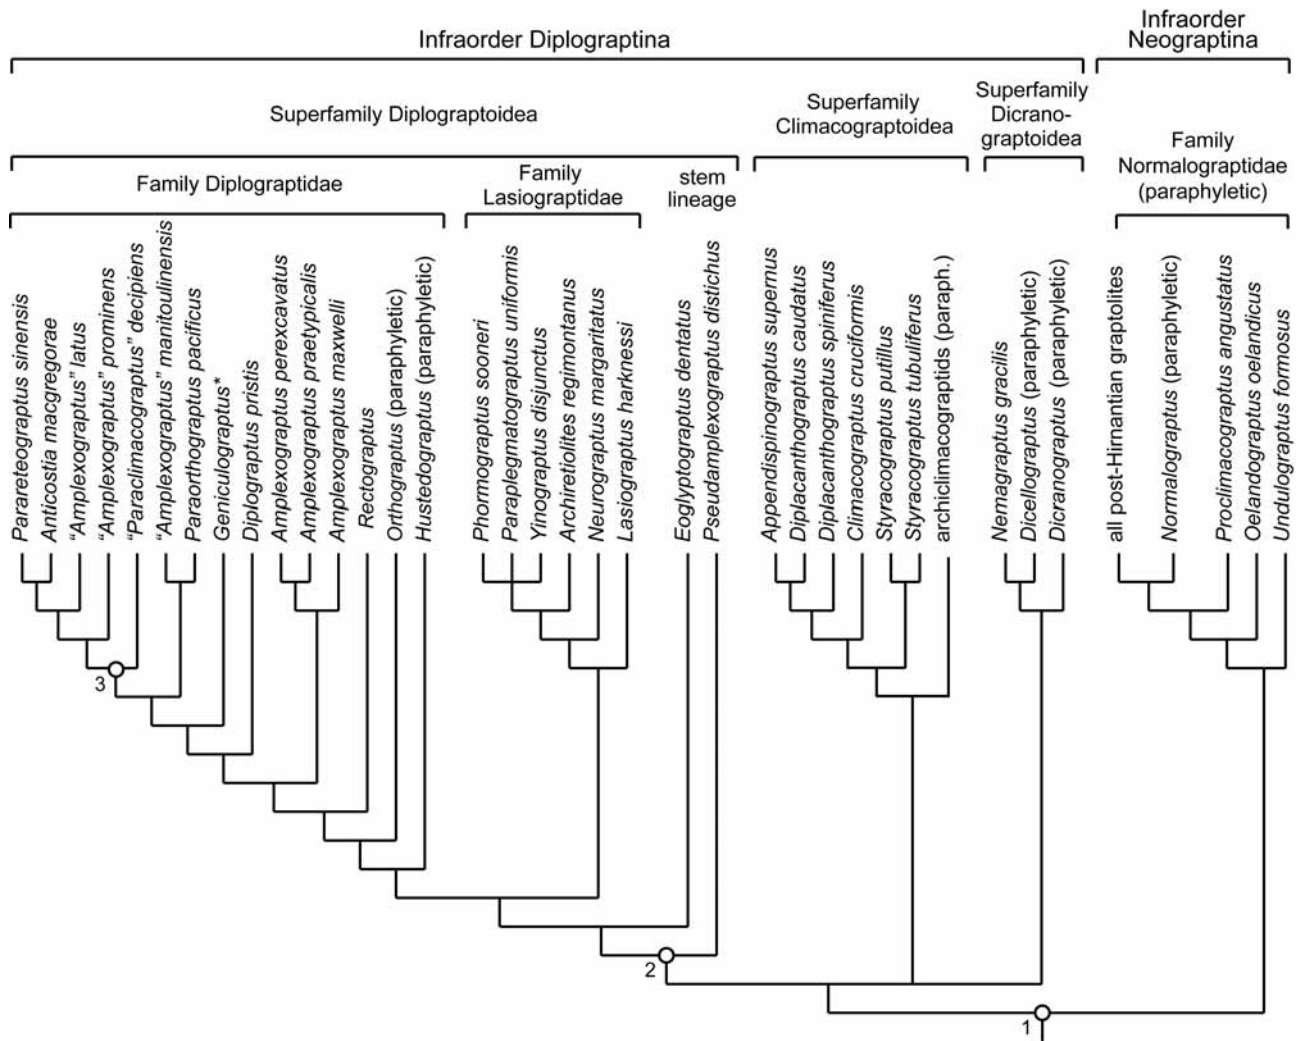 Infraorder Diplograptina
Infraorder
Neograptina
Superfamily Diplograptoidea
Superfamily
Climacograptoidea
Superfamily
Dicrano-
graptoidea
Family
Normalograptidae
(paraphyletic)
Family Diplograptidae
Family
Lasiograptidae
stem
lineage
Parareteograptus sinensis
Anticostia macgregorae
"Amplexograptus" latus
"Amplexograptus" prominens
"Paraclimacograptus" decipiens
"Amplexograptus" manitoulinensis
Paraorthograptus pacificus
Geniculograptus*
Diplograptus pristis
Amplexograptus perexcavatus
Amplexograptus praetypicalis
Amplexograptus maxwelli
Rectograptus
Orthograptus (paraphyletic)
Hustedograptus (paraphyletic)
Phormograptus sooneri
Paraplegmatograptus uniformis
Yinograptus disjunctus
Archiretiolites regimontanus
Neurograptus margaritatus
Lasiograptus harknessi
Eoglyptograptus dentatus
Pseudamplexograptus distichus
Appendispinograptus supernus
Diplacanthograptus caudatus
Diplacanthograptus spiniferus
Climacograptus cruciformis
Styracograptus putillus
Styracograptus tubuliferus
archiclimacograptids (paraph.)
Nemagraptus gracilis
Dicellograptus (paraphyletic)
Dicranograptus (paraphyletic)
all post-Hirnantian graptolites
Normalograptus (paraphyletic)
Proclimacograptus angustatus
Oelandograptus oelandicus
Undulograptus formosus
3
2
1